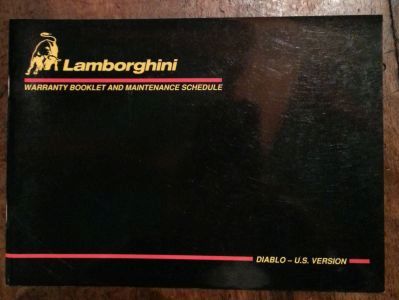 Lamborghini
WARRANTY BOOKLET AND MAINTENANCE SCHEDULE
DIABLO – U.S. VERSION